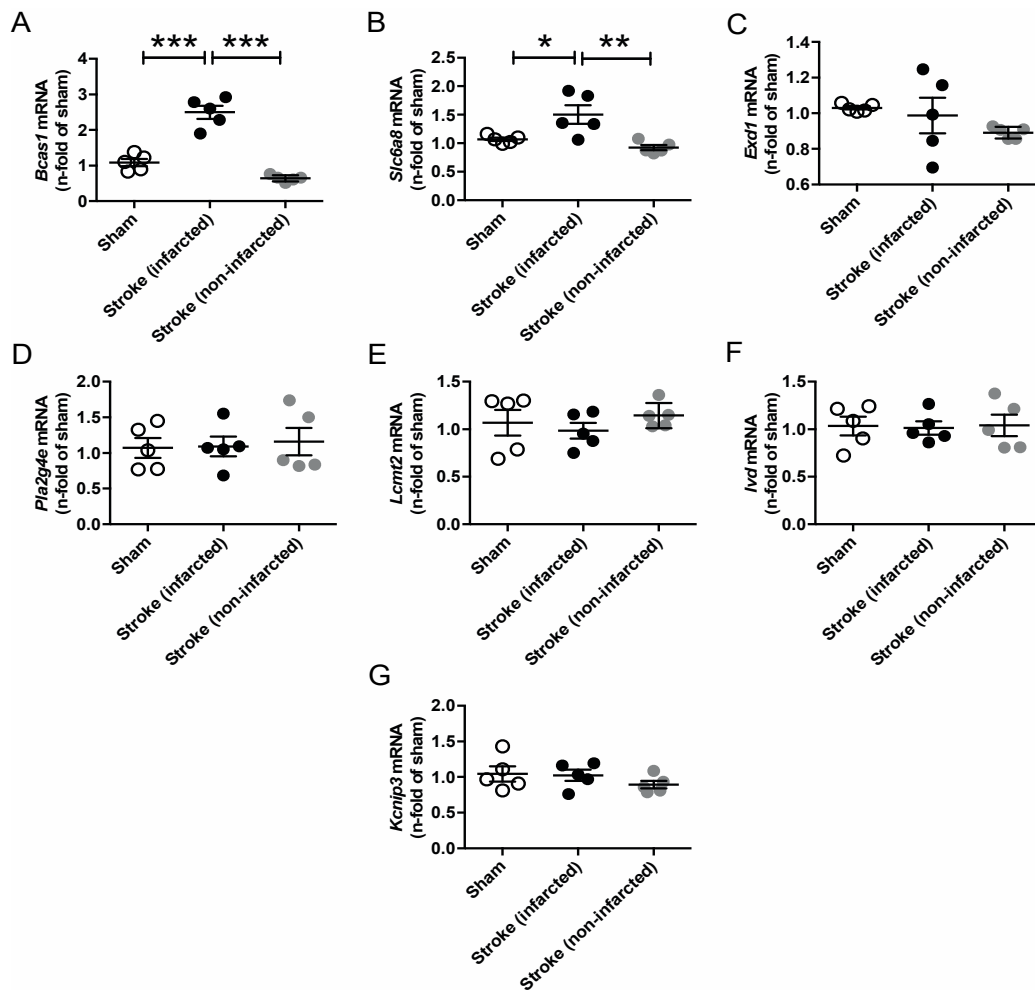 A
Bcas1 mRNA
(n-fold of sham)
4
3
2
1
0
***
***
Sham
Stroke (infarcted)
Stroke (non-infarcted)
B
Slc6a8 mRNA
(n-fold of sham)
2.5
2.0
1.5
1.0
0.5
0.0
*
**
Sham
Stroke (infarcted)
Stroke (non-infarcted)
C
Exd1 mRNA
(n-fold of sham)
1.4
1.2
1.0
0.8
0.6
Sham
Stroke (infarcted)
Stroke (non-infarcted)
D
Pla2g4e mRNA
(n-fold of sham)
2.0
1.5
1.0
0.5
0.0
Sham
Stroke (infarcted)
Stroke (non-infarcted)
E
Lcmt2 mRNA
(n-fold of sham)
1.5
1.0
0.5
0.0
Sham
Stroke (infarcted)
Stroke (non-infarcted)
F
Ivd mRNA
(n-fold of sham)
1.5
1.0
0.5
0.0
Sham
Stroke (infarcted)
Stroke (non-infarcted)
G
Kcnip3 mRNA
(n-fold of sham)
2.0
1.5
1.0
0.5
0.0
Sham
Stroke (infarcted)
Stroke (non-infarcted)